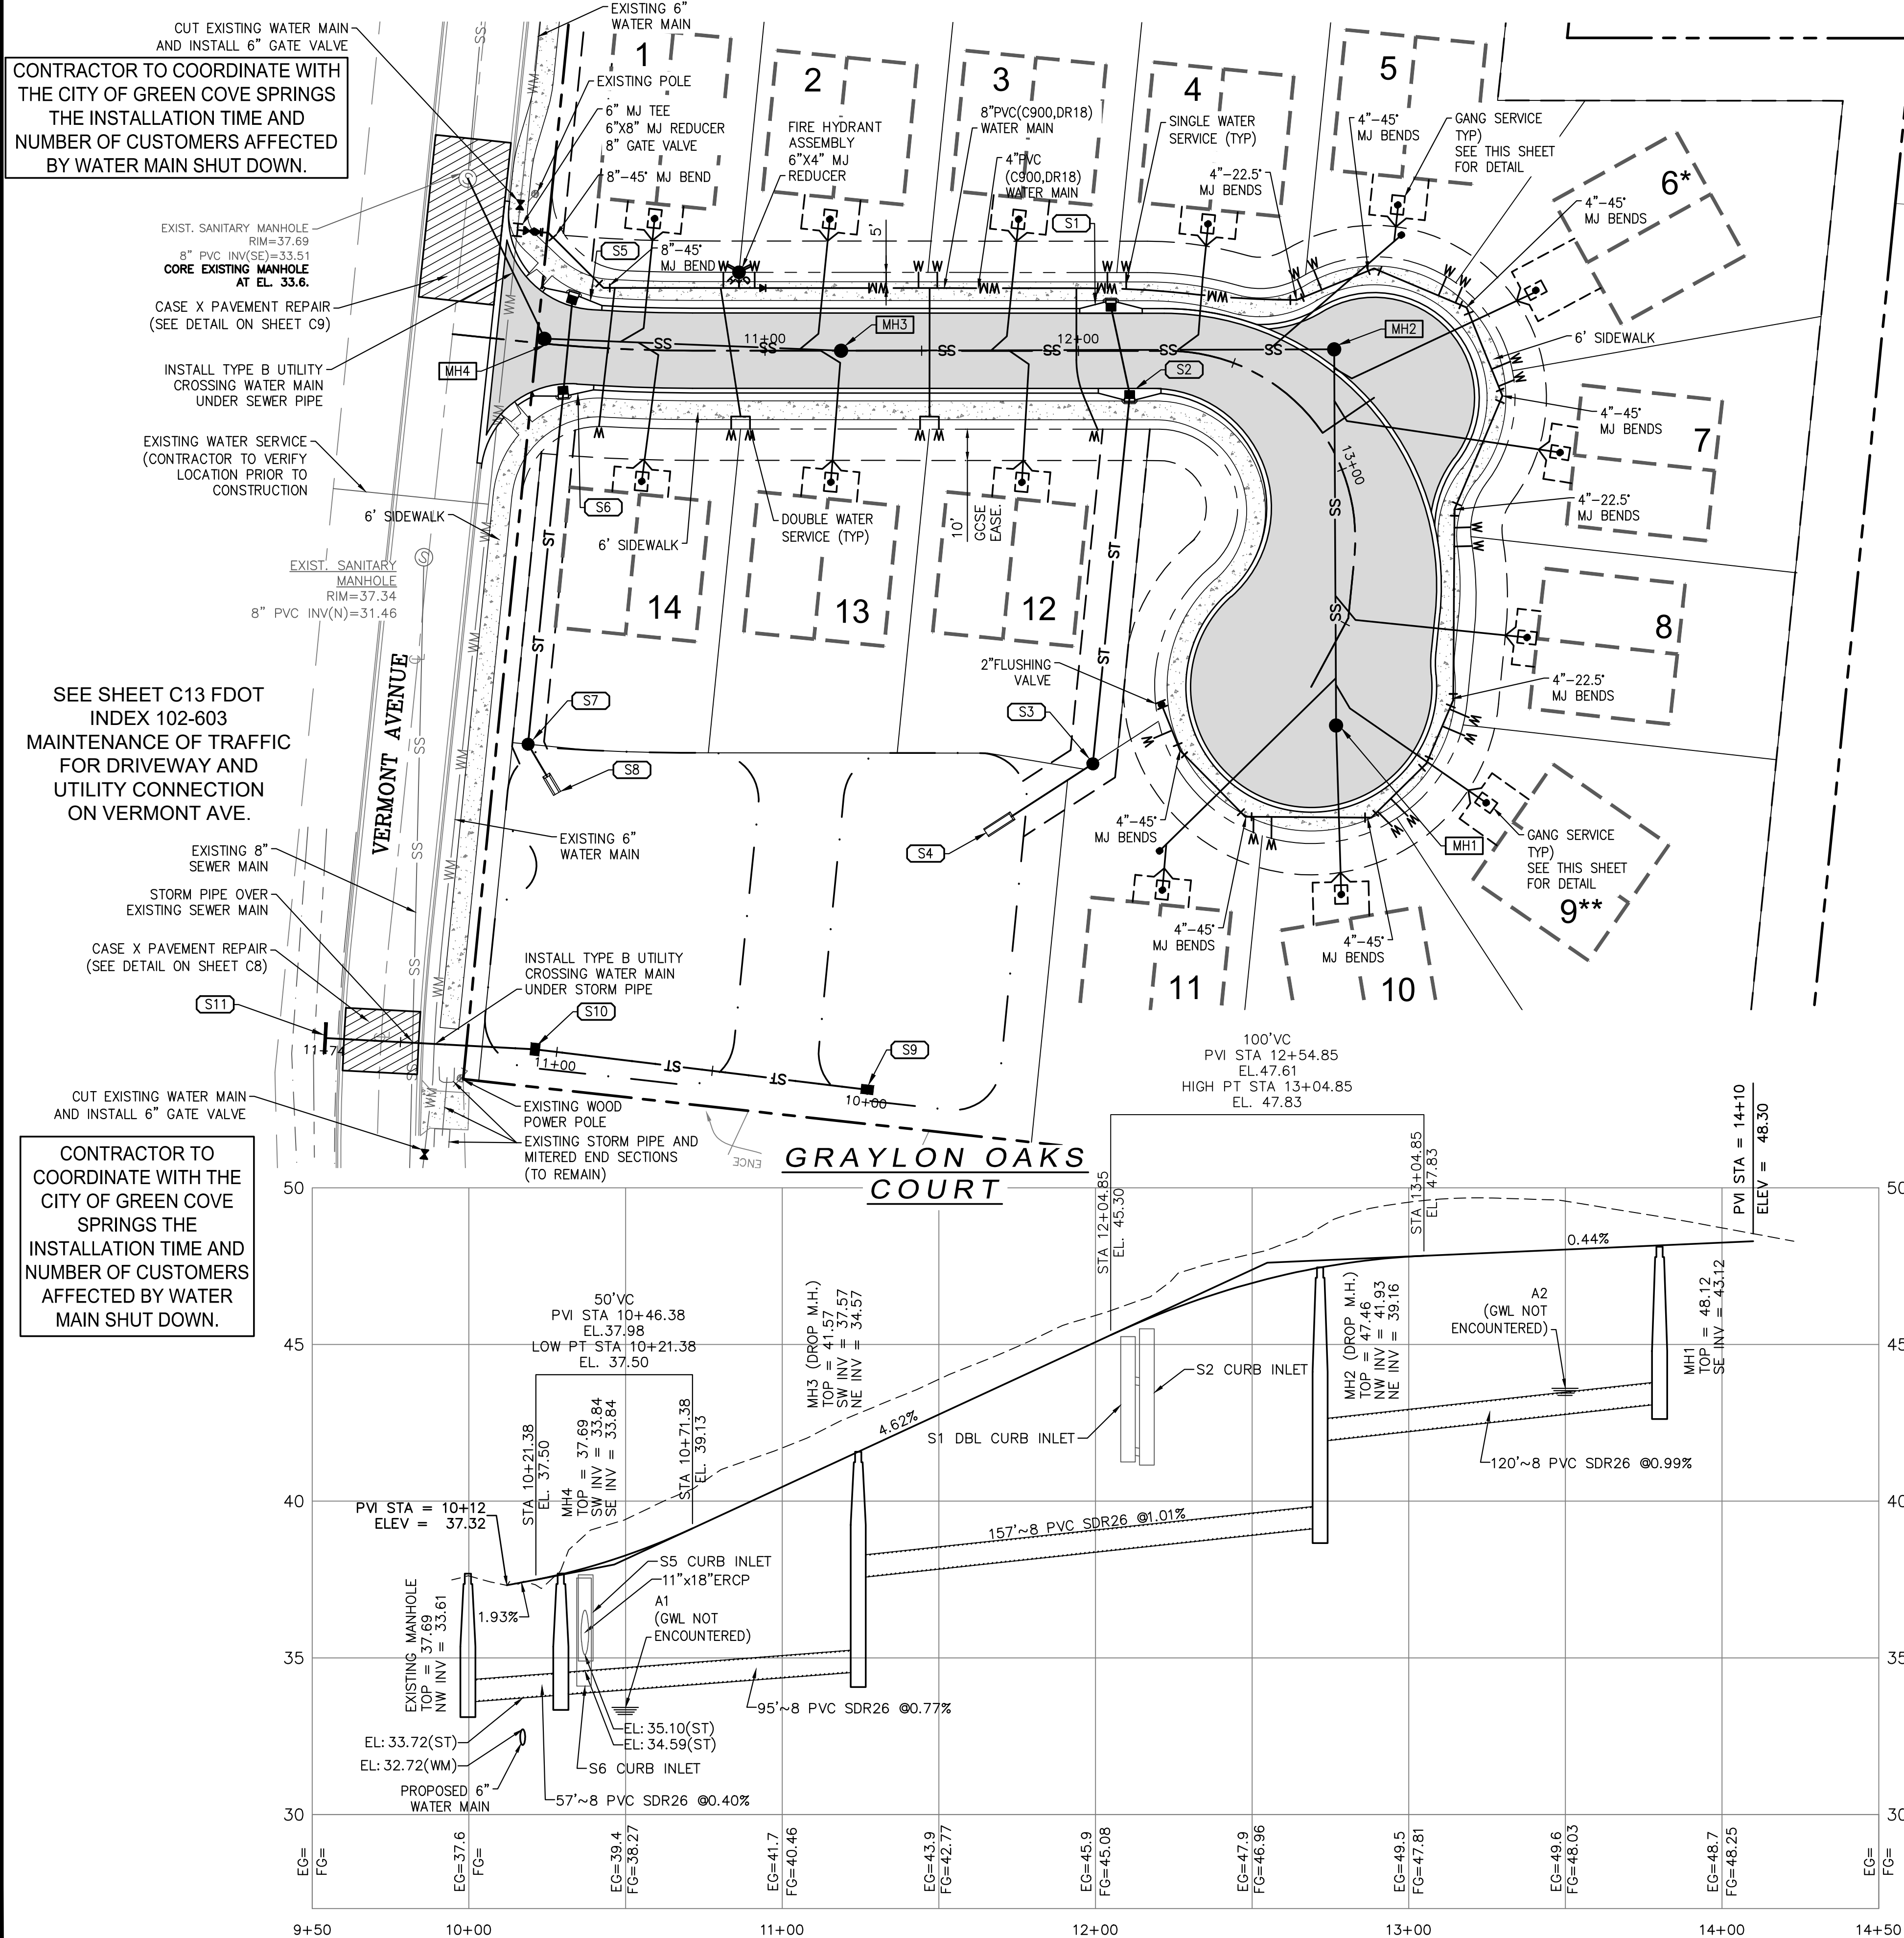 CUT EXISTING WATER MAIN
AND INSTALL 6" GATE VALVE
CONTRACTOR TO COORDINATE WITH
THE CITY OF GREEN COVE SPRINGS
THE INSTALLATION TIME AND
NUMBER OF CUSTOMERS AFFECTED
BY WATER MAIN SHUT DOWN.
EXISTING 6"
WATER MAIN
EXISTING POLE
6" MJ TEE
6"X8" MJ REDUCER
8" GATE VALVE
8"-45° MJ BEND
1
2
3
4
5
6*
FIRE HYDRANT
ASSEMBLY
6"X4" MJ
REDUCER
8"PVC(C900,DR18)
WATER MAIN
4"PVC
(C900,DR18)
WATER MAIN
SINGLE WATER
SERVICE (TYP)
4"-22.5°
MJ BENDS
4"-45°
MJ BENDS
GANG SERVICE
TYP)
SEE THIS SHEET
FOR DETAIL
4"-45°
MJ BENDS
EXIST. SANITARY MANHOLE
RIM=37.69
8" PVC INV(SE)=33.51
CORE EXISTING MANHOLE
AT EL. 33.6.
CASE X PAVEMENT REPAIR
(SEE DETAIL ON SHEET C9)
INSTALL TYPE B UTILITY
CROSSING WATER MAIN
UNDER SEWER PIPE
EXISTING WATER SERVICE
(CONTRACTOR TO VERIFY
LOCATION PRIOR TO
CONSTRUCTION
6' SIDEWALK
S5
8"-45°
MJ BEND
5'
S1
MH4
MH3
MH2
11+00
12+00
13+00
SS
SS
SS
SS
SS
SS
SS
S2
6' SIDEWALK
4"-45°
MJ BENDS
7
4"-22.5°
MJ BENDS
8
4"-22.5°
MJ BENDS
S6
6' SIDEWALK
DOUBLE WATER
SERVICE (TYP)
10'
GCSE
EASE.
14
13
12
ST
ST
ST
EXIST. SANITARY
MANHOLE
RIM=37.34
8" PVC INV(N)=31.46
VERMONT AVENUE
SEE SHEET C13 FDOT
INDEX 102-603
MAINTENANCE OF TRAFFIC
FOR DRIVEWAY AND
UTILITY CONNECTION
ON VERMONT AVE.
2"FLUSHING
VALVE
S3
S7
S8
S4
4"-45°
MJ BENDS
MH1
GANG SERVICE
TYP)
SEE THIS SHEET
FOR DETAIL
9**
4"-45°
MJ BENDS
4"-45°
MJ BENDS
11
10
EXISTING 6"
WATER MAIN
EXISTING 8"
SEWER MAIN
STORM PIPE OVER
EXISTING SEWER MAIN
CASE X PAVEMENT REPAIR
(SEE DETAIL ON SHEET C8)
INSTALL TYPE B UTILITY
CROSSING WATER MAIN
UNDER STORM PIPE
S11
S10
S9
11+74
11+00
10+00
ST
ST
CUT EXISTING WATER MAIN
AND INSTALL 6" GATE VALVE
EXISTING WOOD
POWER POLE
EXISTING STORM PIPE AND
MITERED END SECTIONS
(TO REMAIN)
ENCE
CONTRACTOR TO
COORDINATE WITH THE
CITY OF GREEN COVE
SPRINGS THE
INSTALLATION TIME AND
NUMBER OF CUSTOMERS
AFFECTED BY WATER
MAIN SHUT DOWN.
GRAYLON OAKS
COURT
100'VC
PVI STA 12+54.85
EL.47.61
HIGH PT STA 13+04.85
EL. 47.83
STA 12+04.85
EL. 45.30
STA 13+04.85
EL. 47.83
PVI STA = 14+10
ELEV = 48.30
50
45
40
35
30
0.44%
50'VC
PVI STA 10+46.38
EL.37.98
LOW PT STA 10+21.38
EL. 37.50
STA 10+21.38
EL. 37.50
MH4
TOP = 37.69
SW INV = 33.84
SE INV = 33.84
STA 10+71.38
EL. 39.13
MH3 (DROP M.H.)
TOP = 41.57
SW INV = 37.57
NE INV = 34.57
4.62%
S2 CURB INLET
S1 DBL CURB INLET
MH2 (DROP M.H.)
TOP = 47.46
NW INV = 41.93
NE INV = 39.16
A2
(GWL NOT
ENCOUNTERED)
MH1
TOP = 48.12
SE INV = 43.12
120'~8 PVC SDR26 @0.99%
157'~8 PVC SDR26 @1.01%
PVI STA = 10+12
ELEV = 37.32
1.93%
EXISTING MANHOLE
TOP = 37.69
NW INV = 33.61
S5 CURB INLET
11"x18"ERCP
A1
(GWL NOT
ENCOUNTERED)
95'~8 PVC SDR26 @0.77%
EL:33.72(ST)
EL:32.72(WM)
PROPOSED 6"
WATER MAIN
EL:35.10(ST)
EL:34.59(ST)
S6 CURB INLET
57'~8 PVC SDR26 @0.40%
EG=
FG=
EG=37.6
FG=
EG=39.4
FG=38.27
EG=41.7
FG=40.46
EG=43.9
FG=42.77
EG=45.9
FG=45.08
EG=47.9
FG=46.96
EG=49.5
FG=47.81
EG=49.6
FG=48.03
EG=48.7
FG=48.25
EG=
FG=
9+50
10+00
11+00
12+00
13+00
14+00
14+50